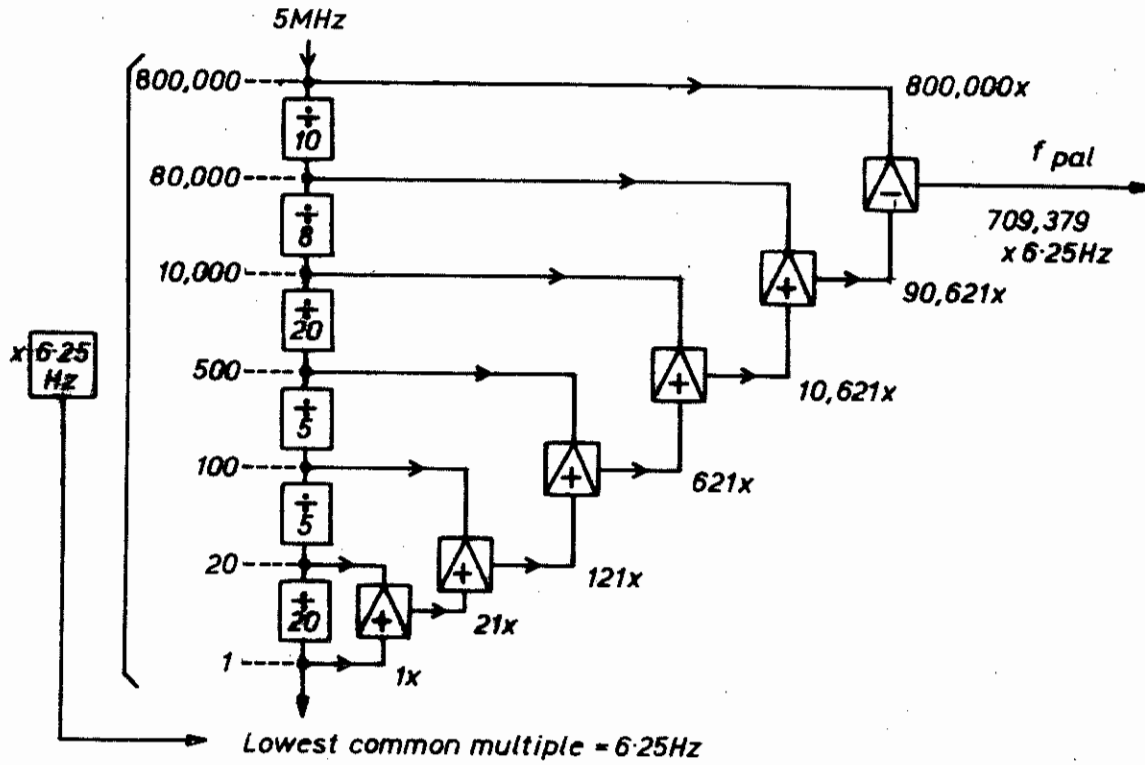 5MHz
800,000
800,000x
÷
10
f pal
80,000
÷
8
709,379
x 6·25Hz
10,000
90,621x
÷
20
x 6·25
Hz
500
10,621x
÷
5
100
621x
÷
5
20
121x
÷
20
21x
1
1x
+
+
+
+
+
−
Lowest common multiple = 6·25Hz